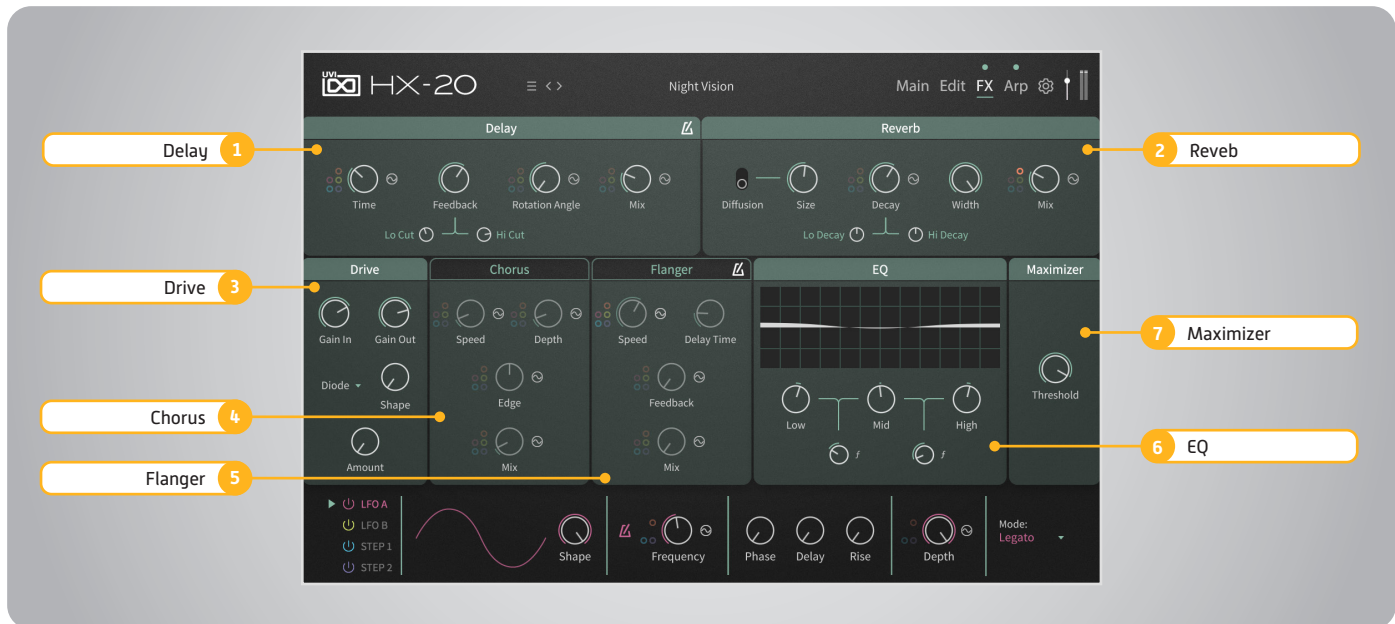 UVI HX-20
Night Vision
Main Edit FX Arp
Delay
Reverb
Delay 1
2 Reveb
Time Feedback Rotation Angle Mix
Diffusion Size Decay Width Mix
Lo Cut Hi Cut
Lo Decay Hi Decay
Drive
Chorus
Flanger
EQ
Maximizer
Drive 3
Gain In Gain Out
Speed Depth
Speed Delay Time
7 Maximizer
Diode
Shape
Edge
Feedback
Threshold
Low Mid High
Chorus 4
f f
6 EQ
Amount
Mix
Mix
Flanger 5
LFO A
LFO B
STEP 1
STEP 2
Shape
Frequency
Phase Delay Rise
Depth
Mode:
Legato